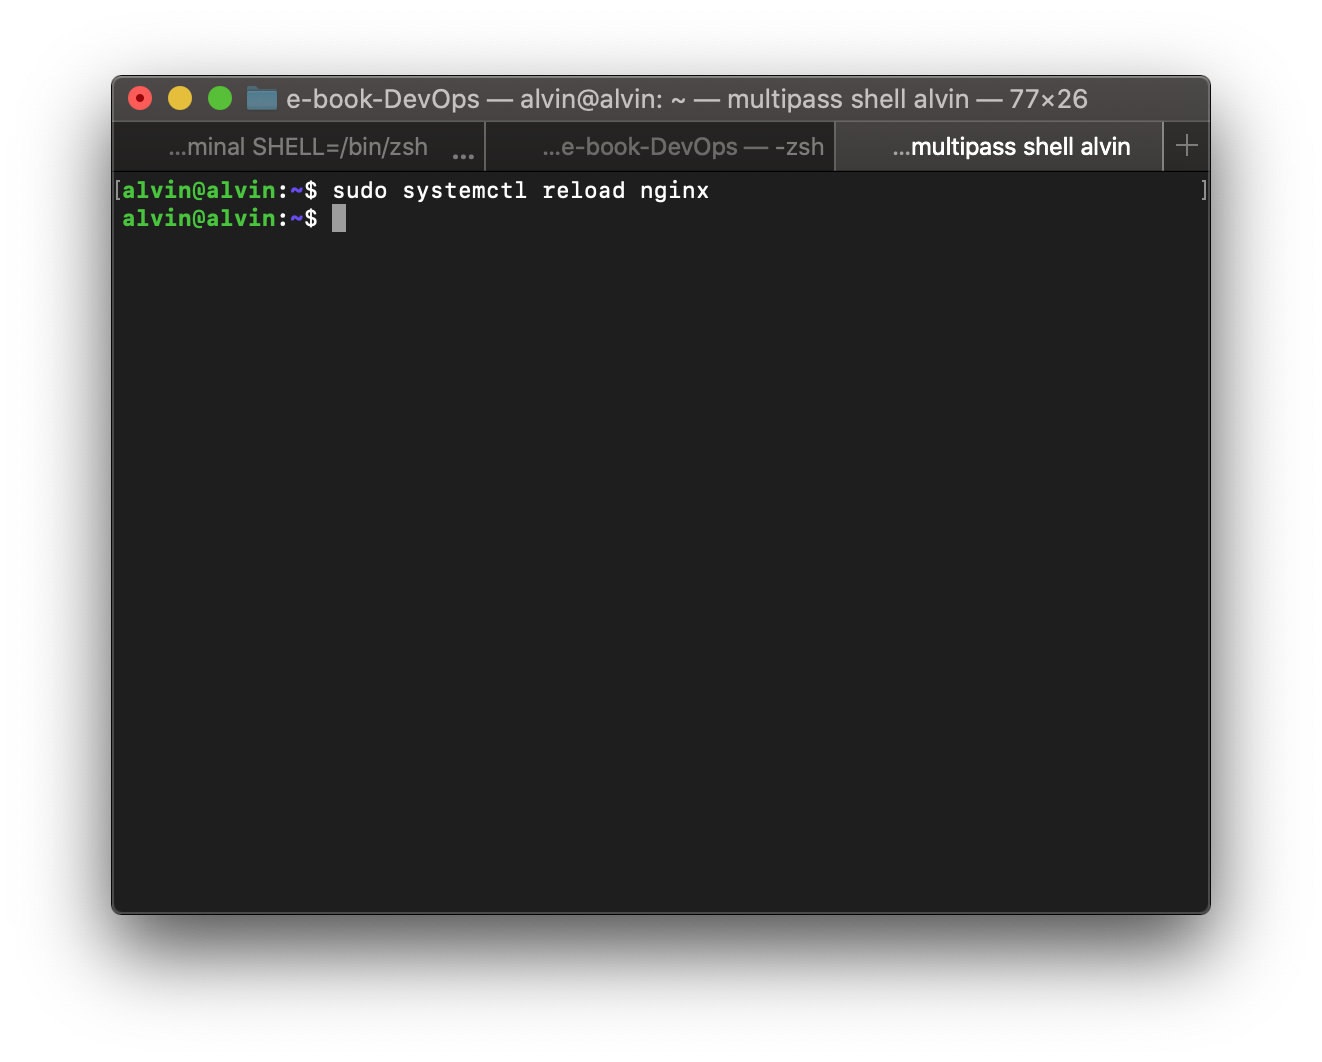 e-book-DevOps — alvin@alvin: ~ — multipass shell alvin — 77×26
...minal SHELL=/bin/zsh ...
...e-book-DevOps — -zsh
...multipass shell alvin +
[alvin@alvin:~$ sudo systemctl reload nginx ]
alvin@alvin:~$